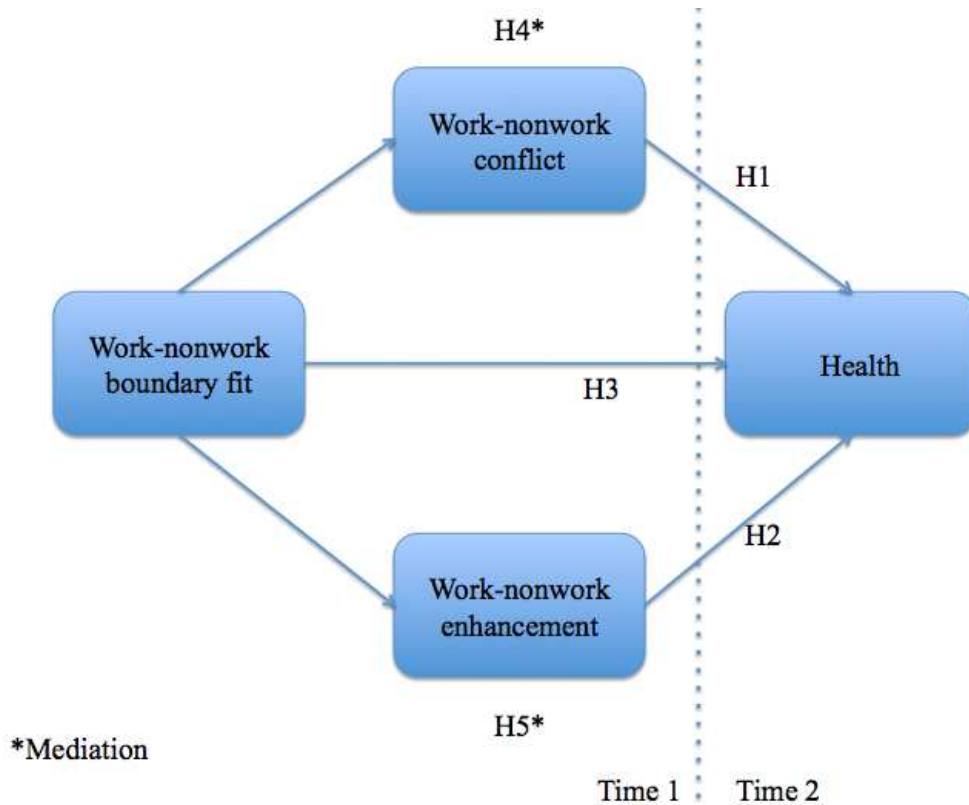 H4*
Work-nonwork
conflict
H1
Work-nonwork
boundary fit
H3
Health
H2
Work-nonwork
enhancement
H5*
*Mediation
Time 1
Time 2